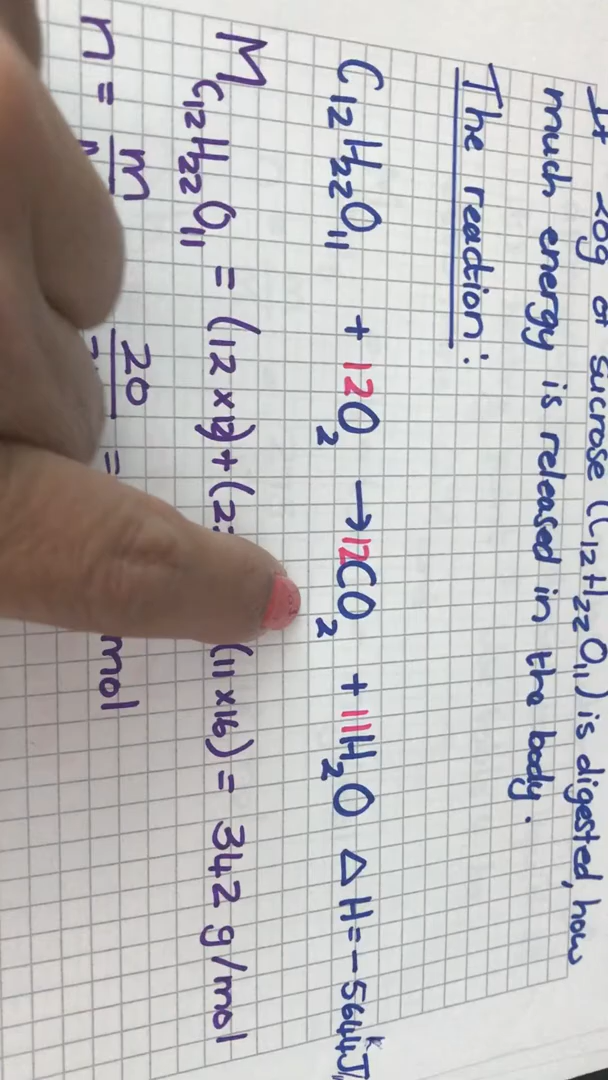 If 20g of sucrose (C₁₂H₂₂O₁₁) is digested, how
much energy is released in the body.
The reaction:
C₁₂H₂₂O₁₁ + 12O₂ → 12CO₂ + 11H₂O ΔH = -5644kJ
M C₁₂H₂₂O₁₁ = (12 × 12) + (2 (11 × 16) = 342 g/mol
n = m 20 = mol